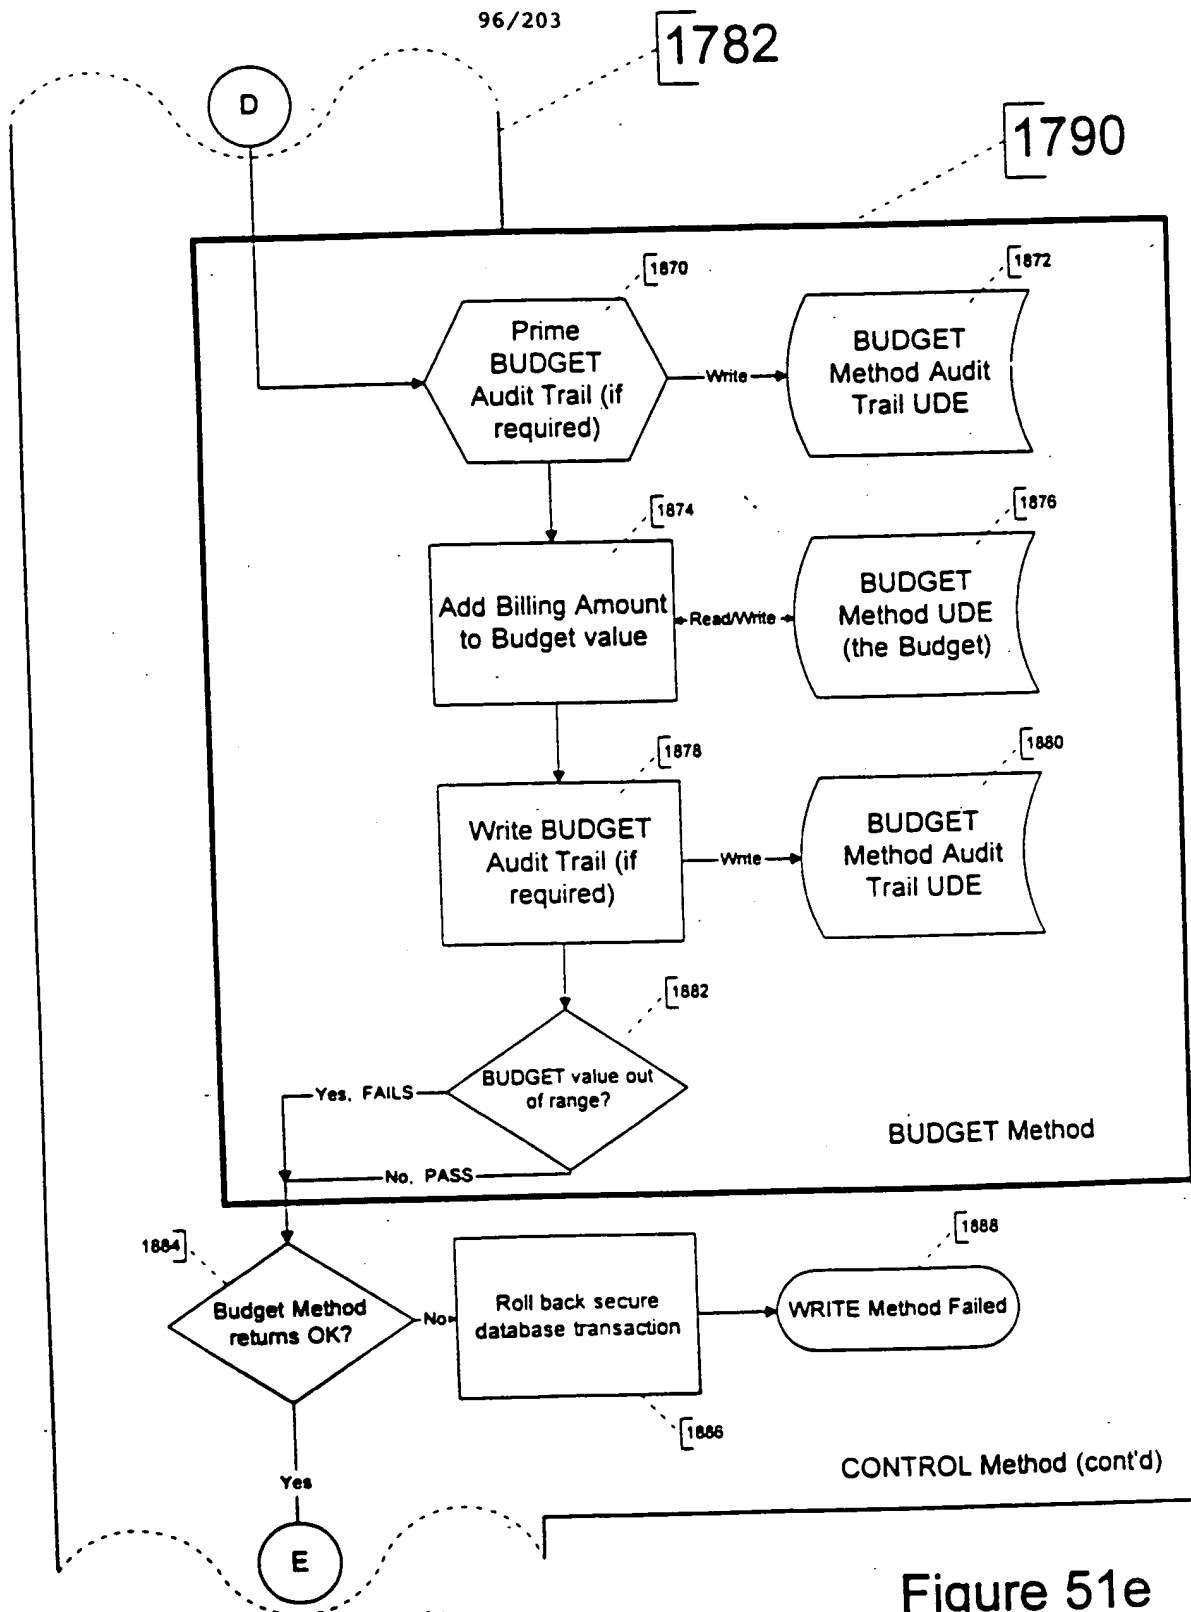 96/203
1782
D
1790
1870
Prime
BUDGET
Audit Trail (if
required)
Write
1872
BUDGET
Method Audit
Trail UDE
1874
Add Billing Amount
to Budget value
Read/Write
1876
BUDGET
Method UDE
(the Budget)
1878
Write BUDGET
Audit Trail (if
required)
Write
1880
BUDGET
Method Audit
Trail UDE
1882
BUDGET value out
of range?
Yes, FAILS
No, PASS
BUDGET Method
1884
Budget Method
returns OK?
No
Roll back secure
database transaction
1886
1888
WRITE Method Failed
Yes
CONTROL Method (cont'd)
E
Figure 51e